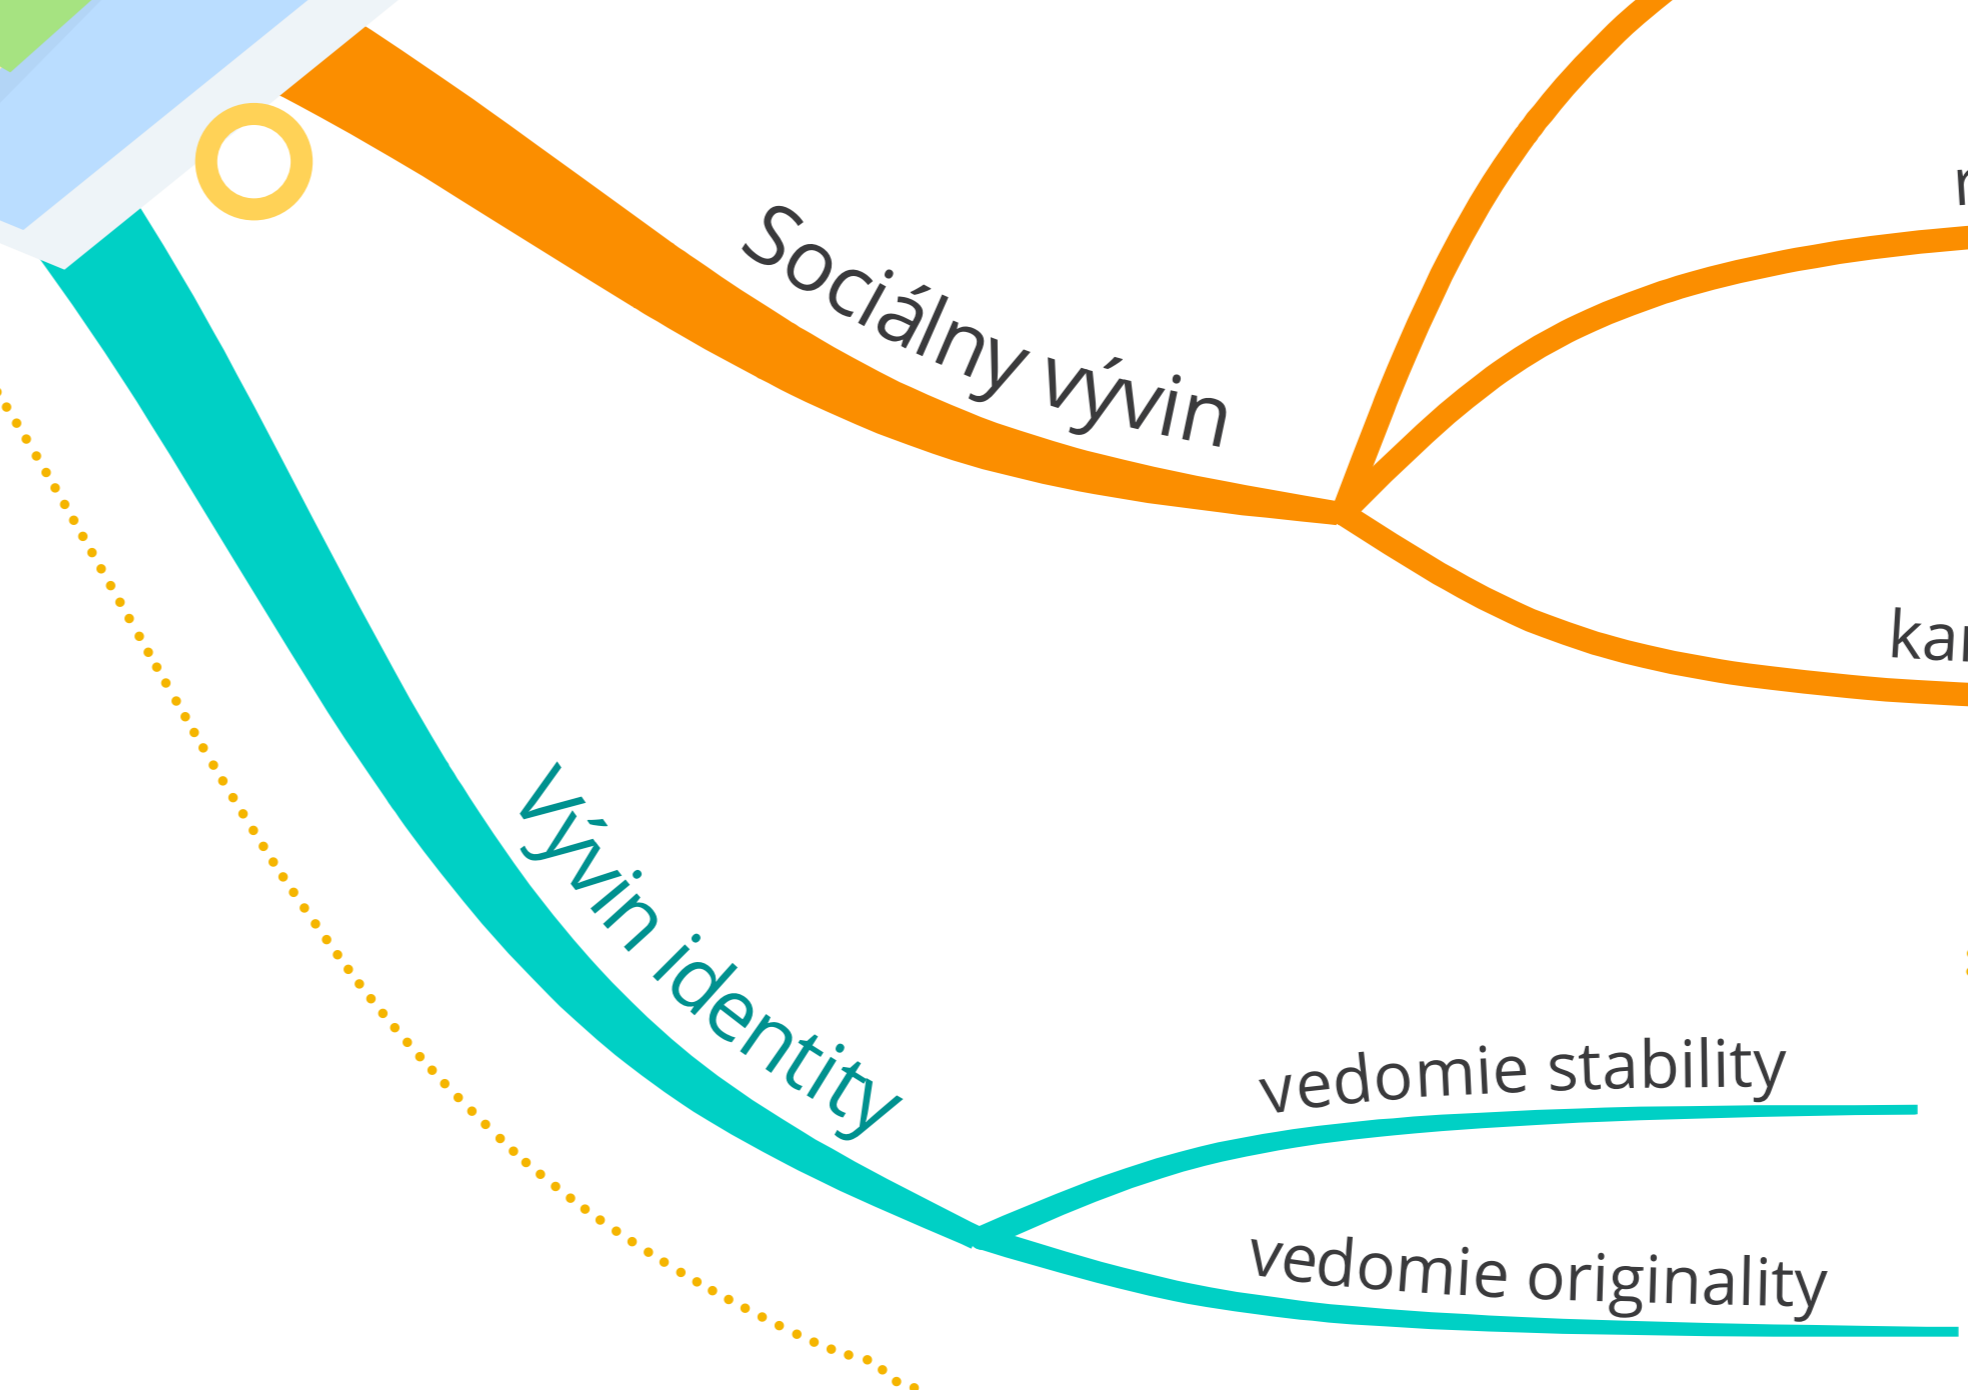 Sociálny vývin
Vývin identity
vedomie stability
vedomie originality